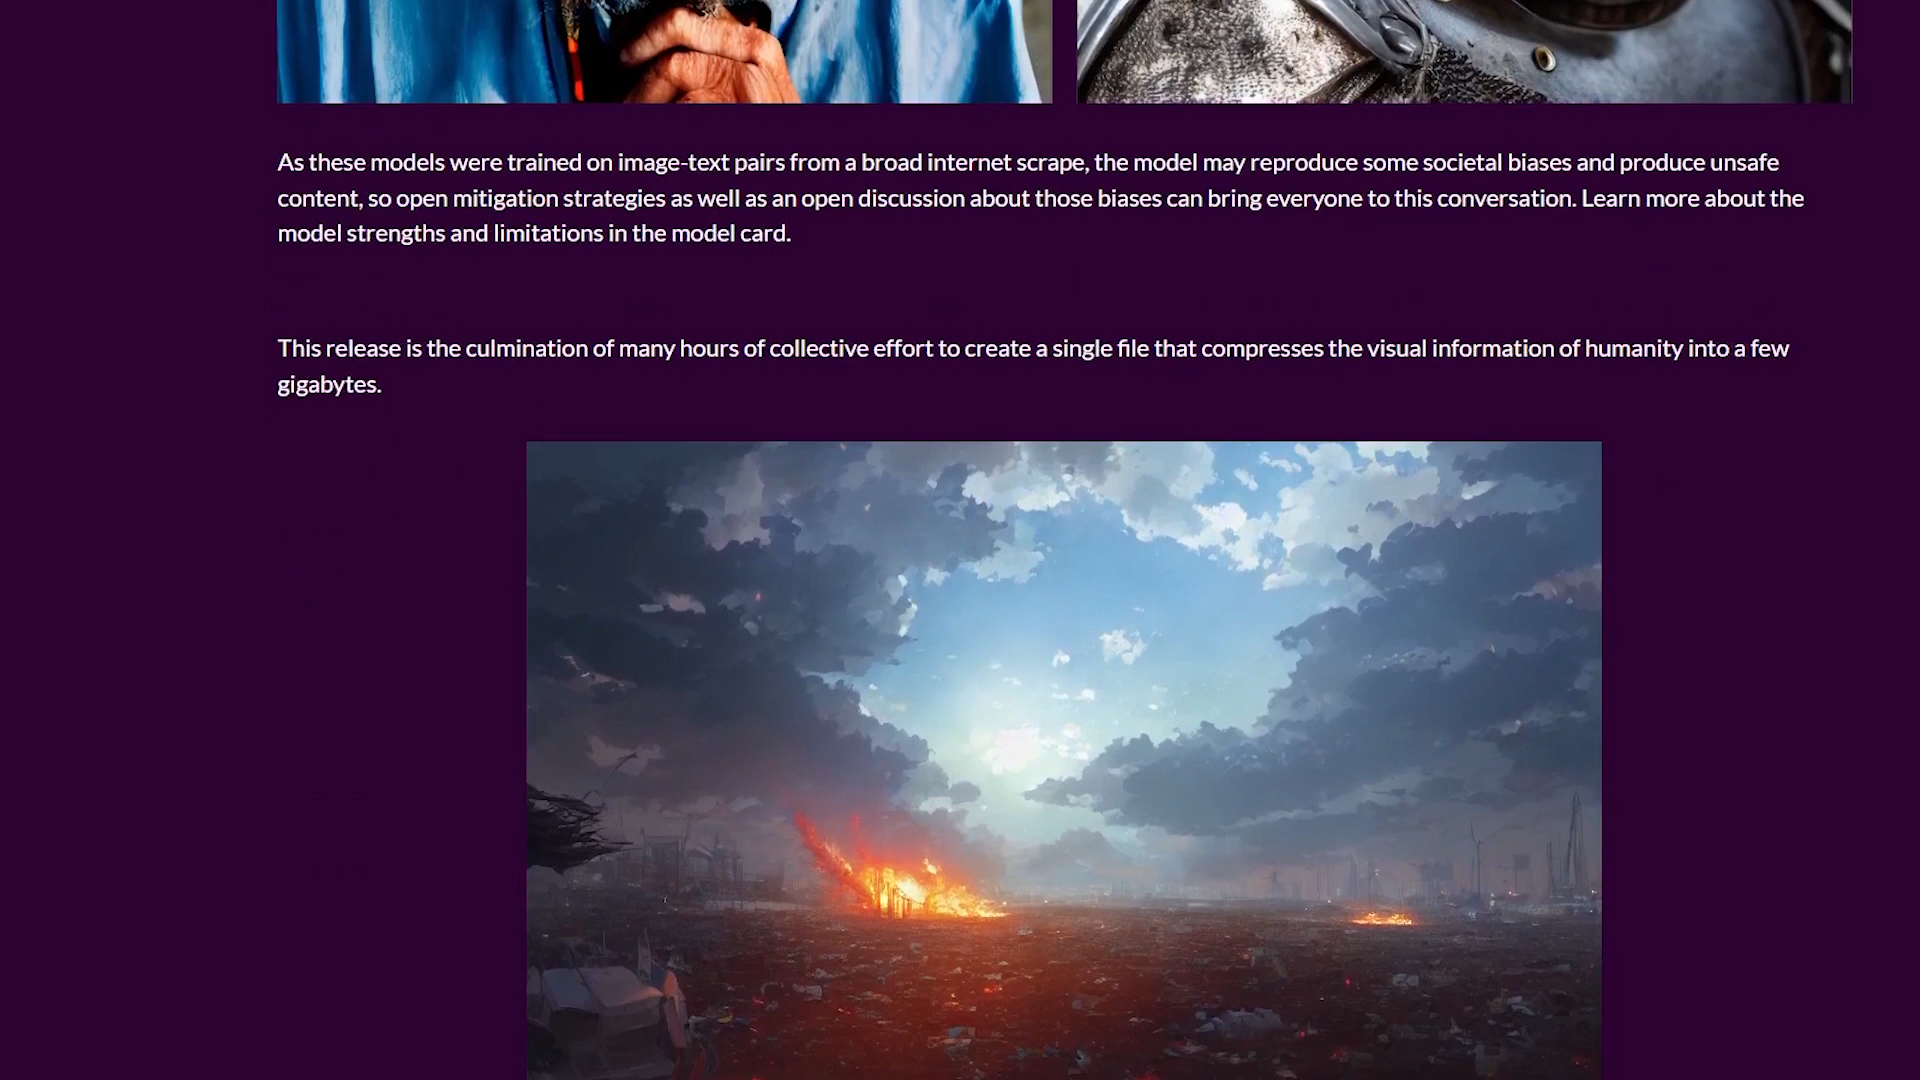 As these models were trained on image-text pairs from a broad internet scrape, the model may reproduce some societal biases and produce unsafe
content, so open mitigation strategies as well as an open discussion about those biases can bring everyone to this conversation. Learn more about the
model strengths and limitations in the model card.
This release is the culmination of many hours of collective effort to create a single file that compresses the visual information of humanity into a few
gigabytes.